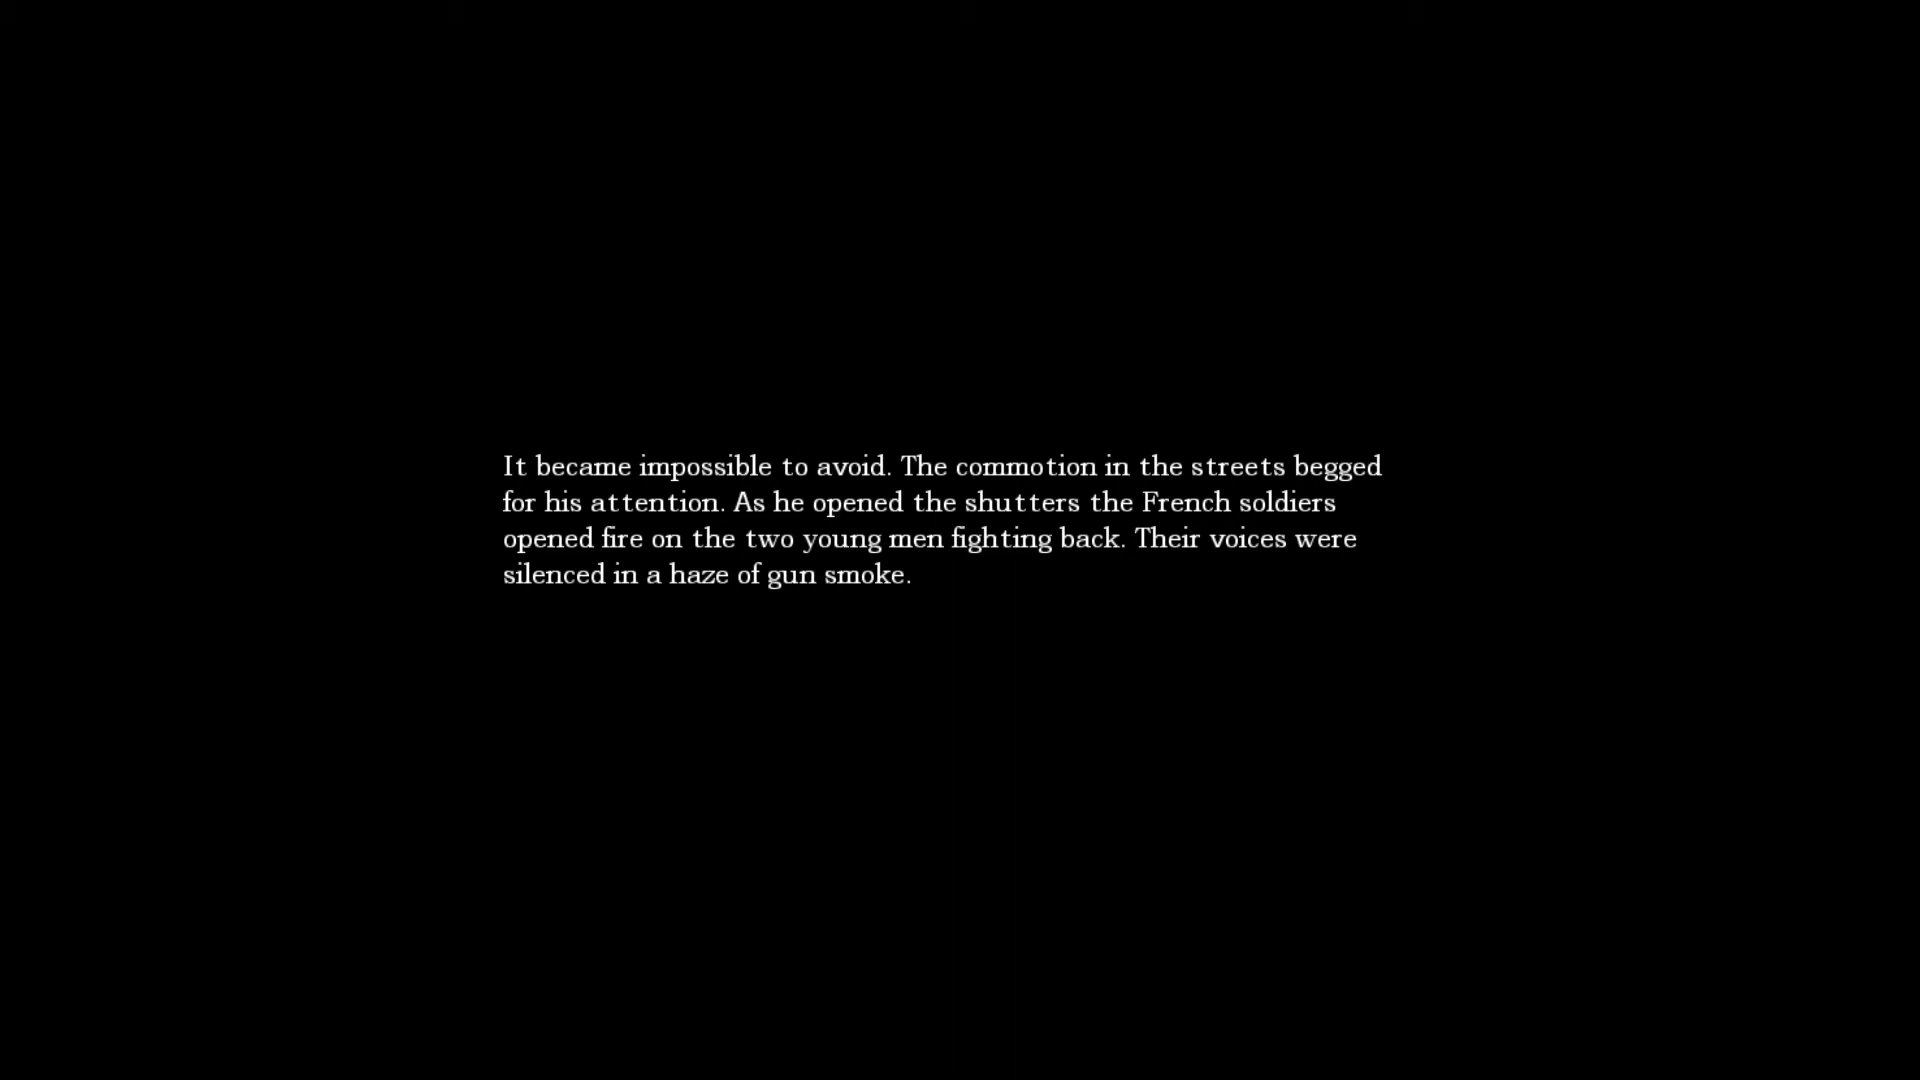 It became impossible to avoid. The commotion in the streets begged
for his attention. As he opened the shutters the French soldiers
opened fire on the two young men fighting back. Their voices were
silenced in a haze of gun smoke.